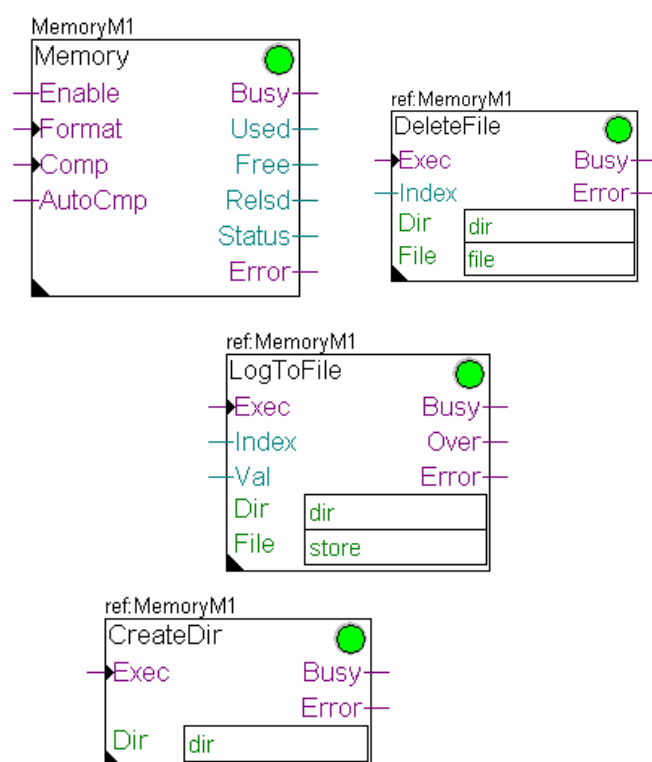 MemoryM1
Memory
Enable Busy
Format Used
Comp Free
AutoCmp Relsd
Status
Error
ref:MemoryM1
DeleteFile
Exec Busy
Index Error
Dir dir
File file
ref:MemoryM1
LogToFile
Exec Busy
Index Over
Val Error
Dir dir
File store
ref:MemoryM1
CreateDir
Exec Busy
Error
Dir dir